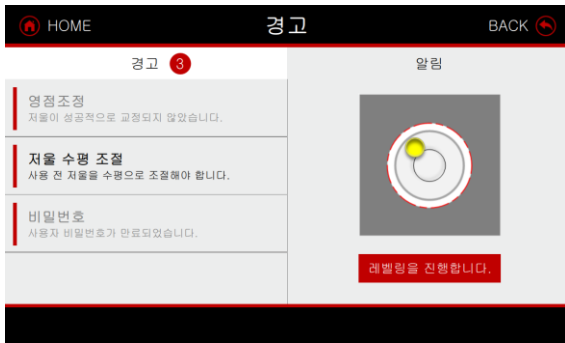 HOME
경고
BACK
경고 3
알림
영점조정
저울이 성공적으로 교정되지 않았습니다.
저울 수평 조절
사용 전 저울을 수평으로 조절해야 합니다.
비밀번호
사용자 비밀번호가 만료되었습니다.
레벨링을 진행합니다.